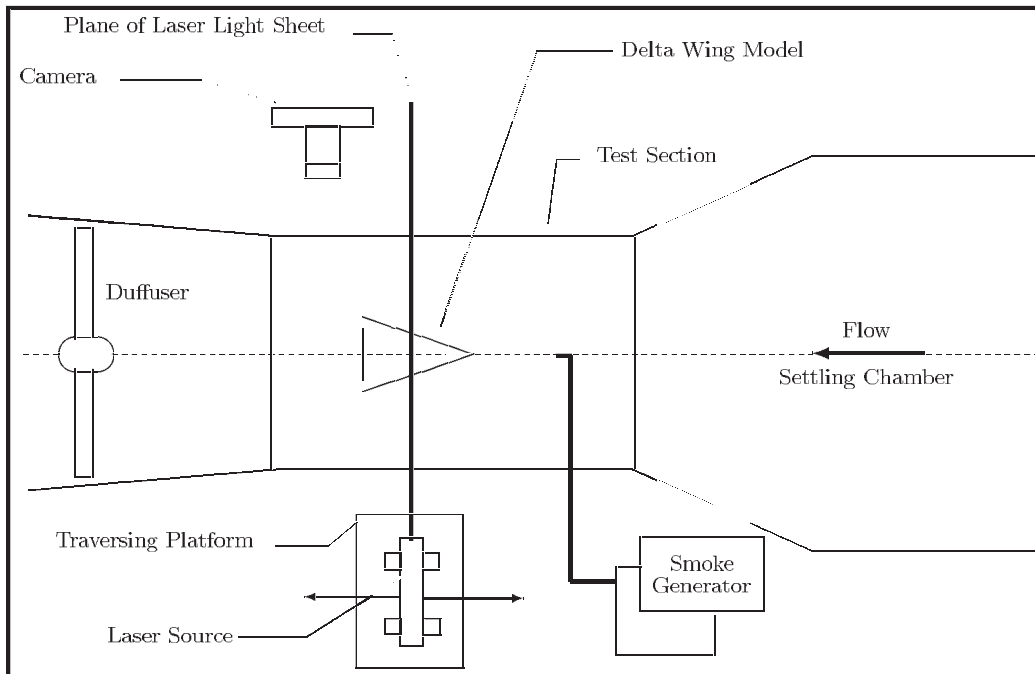 Plane of Laser Light Sheet
Delta Wing Model
Camera
Test Section
Duffuser
Flow
Settling Chamber
Traversing Platform
Smoke
Generator
Laser Source